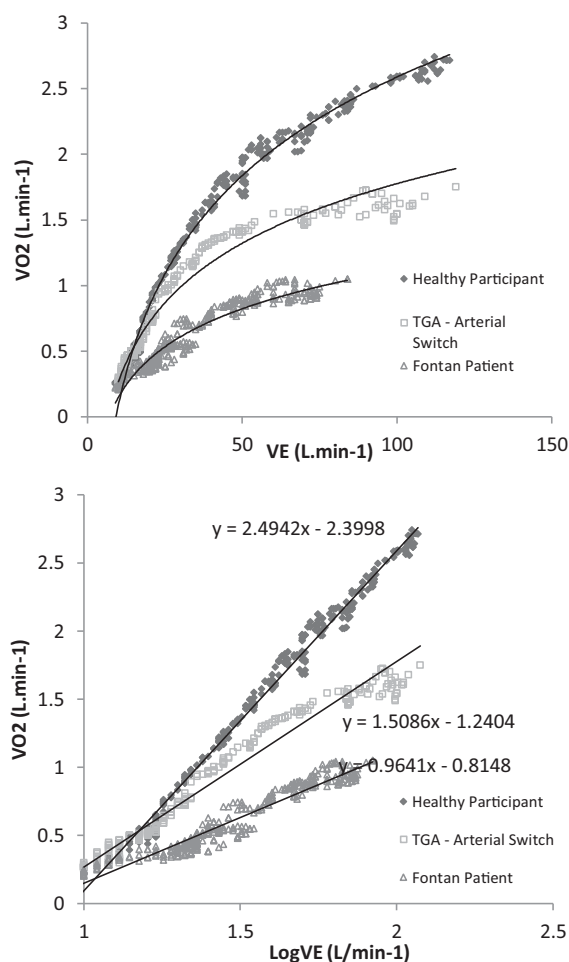 3
2.5
2
1.5
1
0.5
0
VO2 (L.min-1)
Healthy Participant
TGA - Arterial
Switch
Fontan Patient
0 50 100 150
VE (L.min-1)
3
2.5
2
1.5
1
0.5
0
VO2 (L.min-1)
y = 2.4942x - 2.3998
y = 1.5086x - 1.2404
y = 0.9641x - 0.8148
Healthy Participant
TGA - Arterial Switch
Fontan Patient
1 1.5 2 2.5
LogVE (L/min-1)